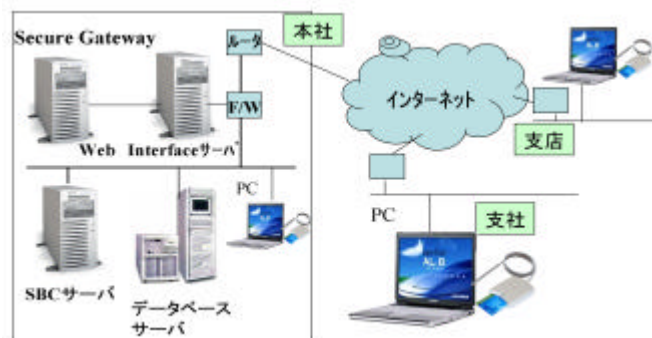 Secure Gateway
ルータ
本社
F/W
Web Interfaceサーバ
PC
SBCサーバ
データベース
サーバ
インターネット
支店
PC
支社